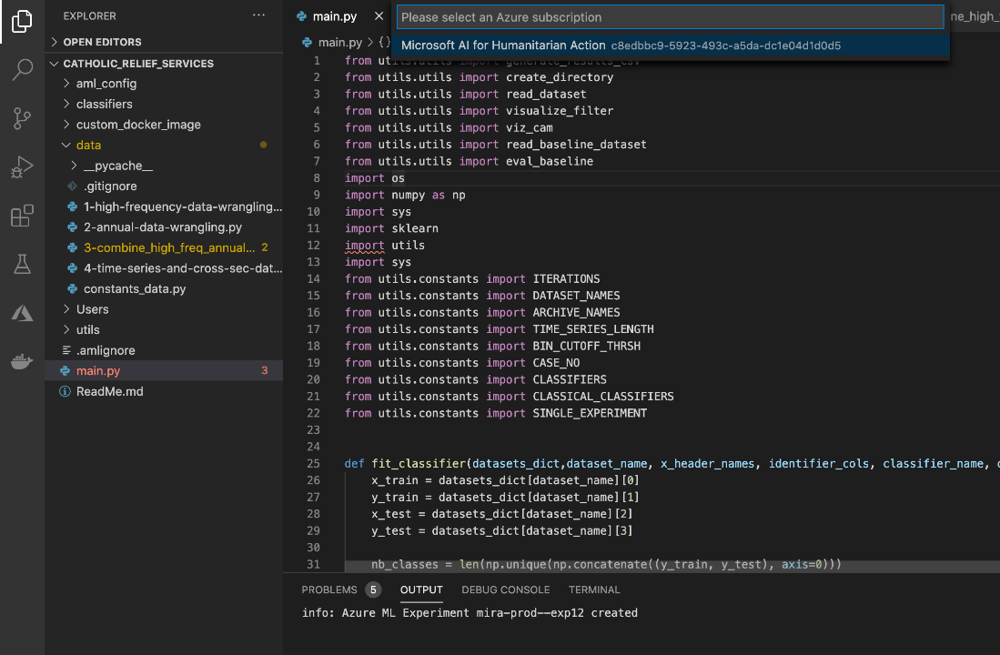 EXPLORER
...
OPEN EDITORS
CATHOLIC_RELIEF_SERVICES
aml_config
classifiers
custom_docker_image
data
__pycache__
.gitignore
1-high-frequency-data-wrangling...
2-annual-data-wrangling.py
3-combine_high_freq_annual... 2
4-time-series-and-cross-sec-dat...
constants_data.py
Users
utils
.amlignore
main.py 3
ReadMe.md
main.py
ne_high_
Please select an Azure subscription
Microsoft AI for Humanitarian Action c8edbbc9-5923-493c-a5da-dc1e04d1d0d5
main.py > {}
1 from utils.utils import generate_results_csv
2 from utils.utils import create_directory
3 from utils.utils import read_dataset
4 from utils.utils import visualize_filter
5 from utils.utils import viz_cam
6 from utils.utils import read_baseline_dataset
7 from utils.utils import eval_baseline
8 import os
9 import numpy as np
10 import sys
11 import sklearn
12 import utils
13 import sys
14 from utils.constants import ITERATIONS
15 from utils.constants import DATASET_NAMES
16 from utils.constants import ARCHIVE_NAMES
17 from utils.constants import TIME_SERIES_LENGTH
18 from utils.constants import BIN_CUTOFF_THRSH
19 from utils.constants import CASE_NO
20 from utils.constants import CLASSIFIERS
21 from utils.constants import CLASSICAL_CLASSIFIERS
22 from utils.constants import SINGLE_EXPERIMENT
23
24
25 def fit_classifier(datasets_dict,dataset_name, x_header_names, identifier_cols, classifier_name,
26 x_train = datasets_dict[dataset_name][0]
27 y_train = datasets_dict[dataset_name][1]
28 x_test = datasets_dict[dataset_name][2]
29 y_test = datasets_dict[dataset_name][3]
30
31 nb_classes = len(np.unique(np.concatenate((y_train, y_test), axis=0)))
PROBLEMS 5 OUTPUT DEBUG CONSOLE TERMINAL
info: Azure ML Experiment mira-prod--exp12 created